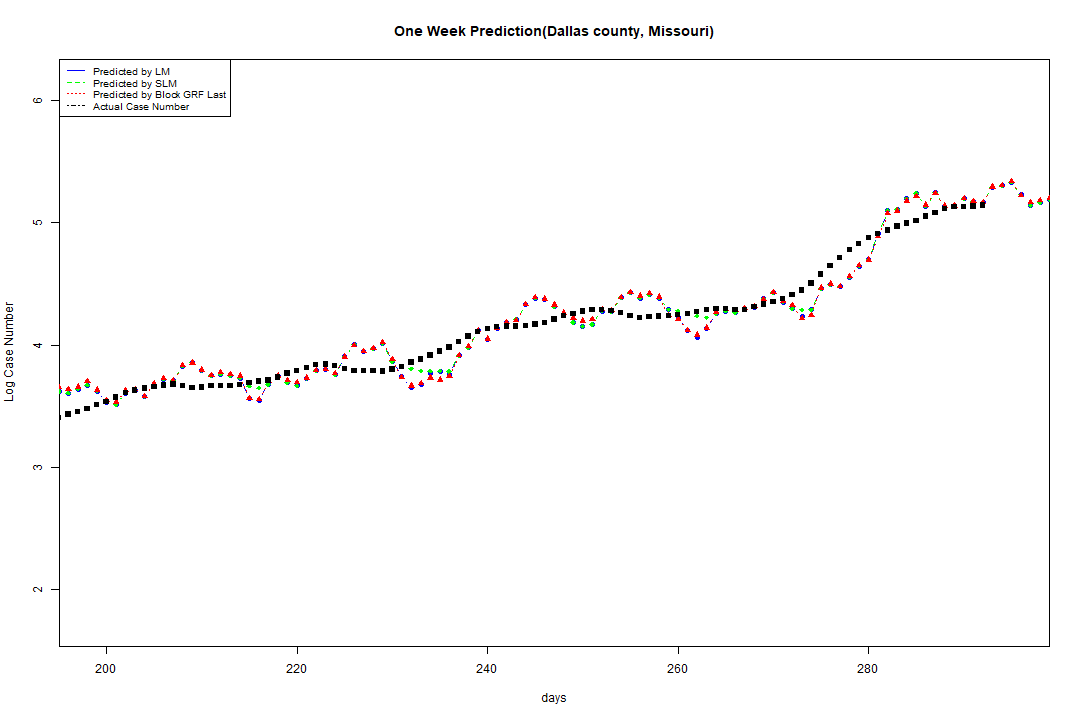 One Week Prediction(Dallas county, Missouri)
Predicted by LM
Predicted by SLM
Predicted by Block GRF Last
Actual Case Number
6
5
4
3
2
Log Case Number
200 220 240 260 280
days